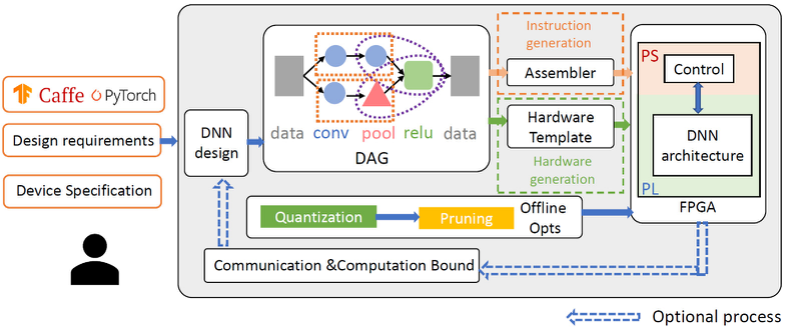 Caffe PyTorch
Design requirements
Device Specification
DNN
design
data conv pool relu data
DAG
Instruction
generation
Assembler
Hardware
Template
Hardware
generation
PS
Control
DNN
architecture
PL
FPGA
Quantization
Pruning
Offline
Opts
Communication &Computation Bound
Optional process